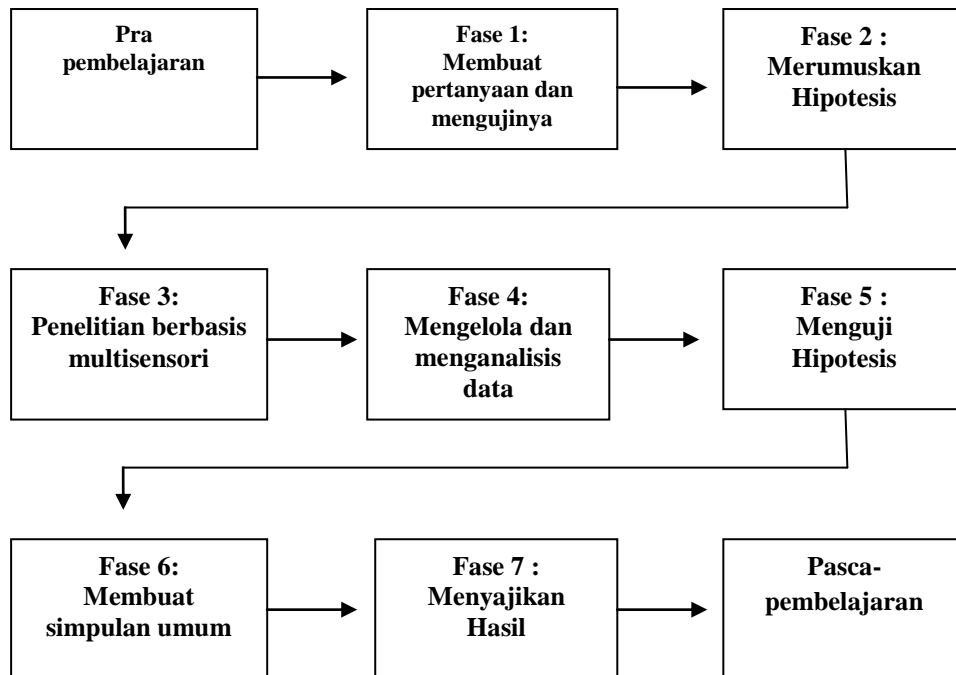 Pra
pembelajaran
Fase 1:
Membuat
pertanyaan dan
mengujinya
Fase 2 :
Merumuskan
Hipotesis
Fase 3:
Penelitian berbasis
multisensori
Fase 4:
Mengelola dan
menganalisis
data
Fase 5 :
Menguji
Hipotesis
Fase 6:
Membuat
simpulan umum
Fase 7 :
Menyajikan
Hasil
Pasca-
pembelajaran